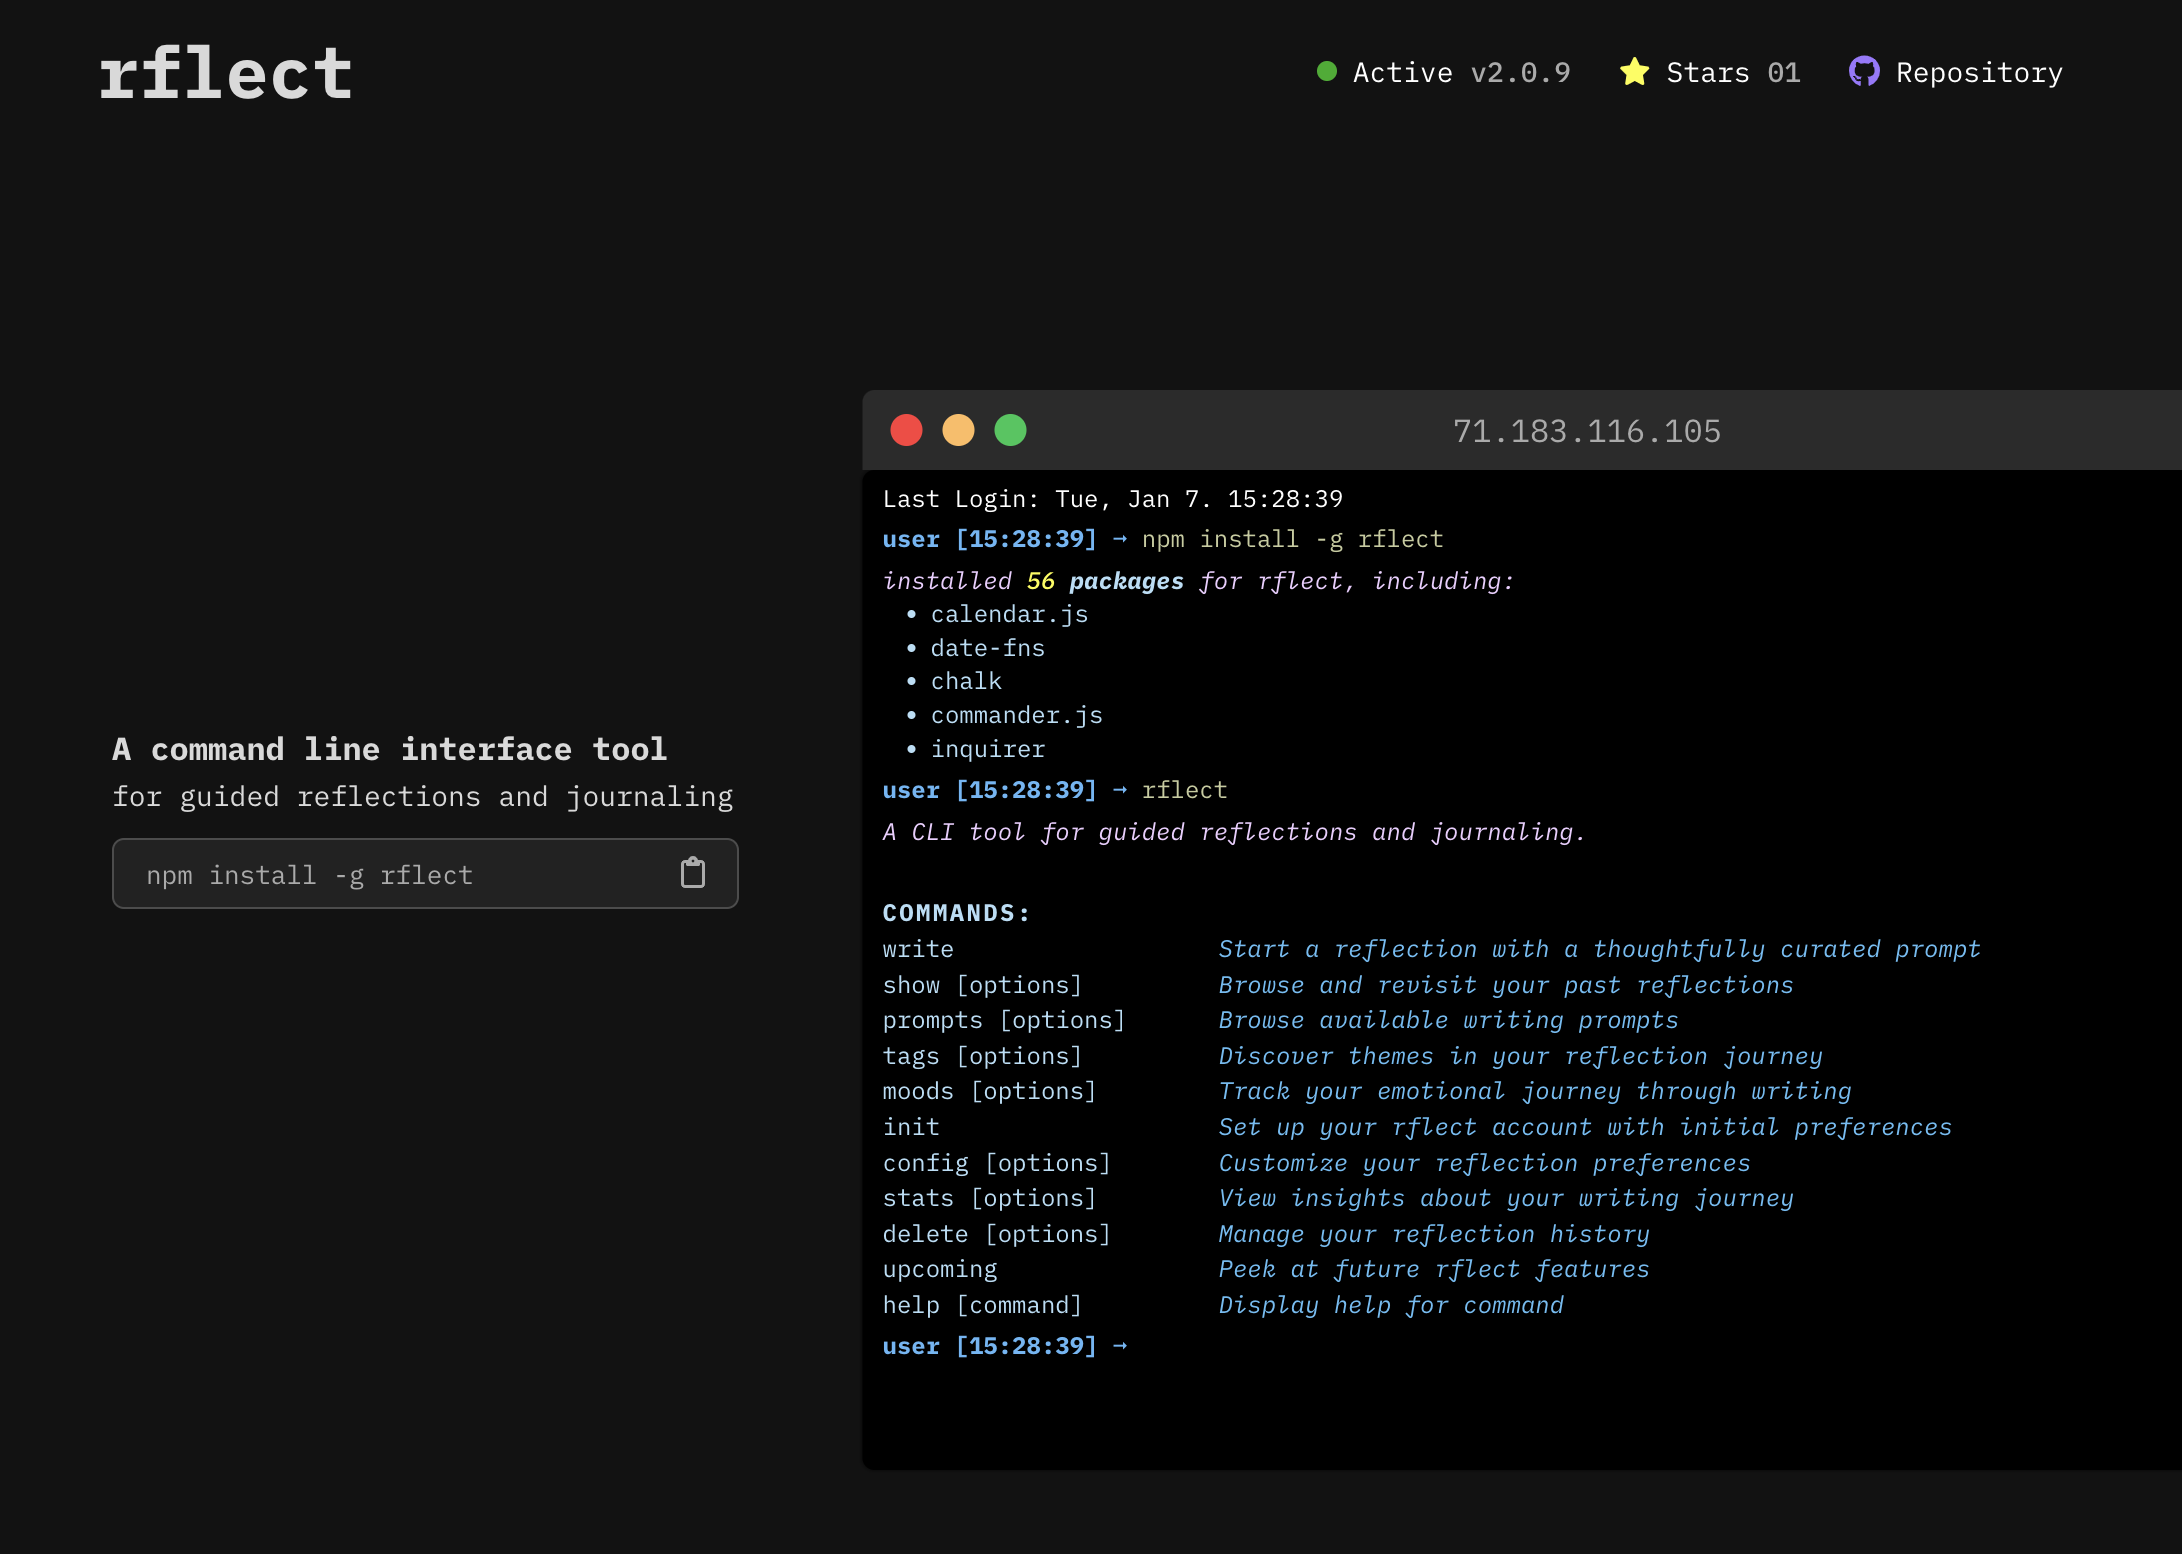 rflect
Active v2.0.9
Stars 01
Repository
A command line interface tool
for guided reflections and journaling
npm install -g rflect
71.183.116.105
Last Login: Tue, Jan 7. 15:28:39
user [15:28:39] → npm install -g rflect
installed 56 packages for rflect, including:
• calendar.js
• date-fns
• chalk
• commander.js
• inquirer
user [15:28:39] → rflect
A CLI tool for guided reflections and journaling.
COMMANDS:
write Start a reflection with a thoughtfully curated prompt
show [options] Browse and revisit your past reflections
prompts [options] Browse available writing prompts
tags [options] Discover themes in your reflection journey
moods [options] Track your emotional journey through writing
init Set up your rflect account with initial preferences
config [options] Customize your reflection preferences
stats [options] View insights about your writing journey
delete [options] Manage your reflection history
upcoming Peek at future rflect features
help [command] Display help for command
user [15:28:39] →